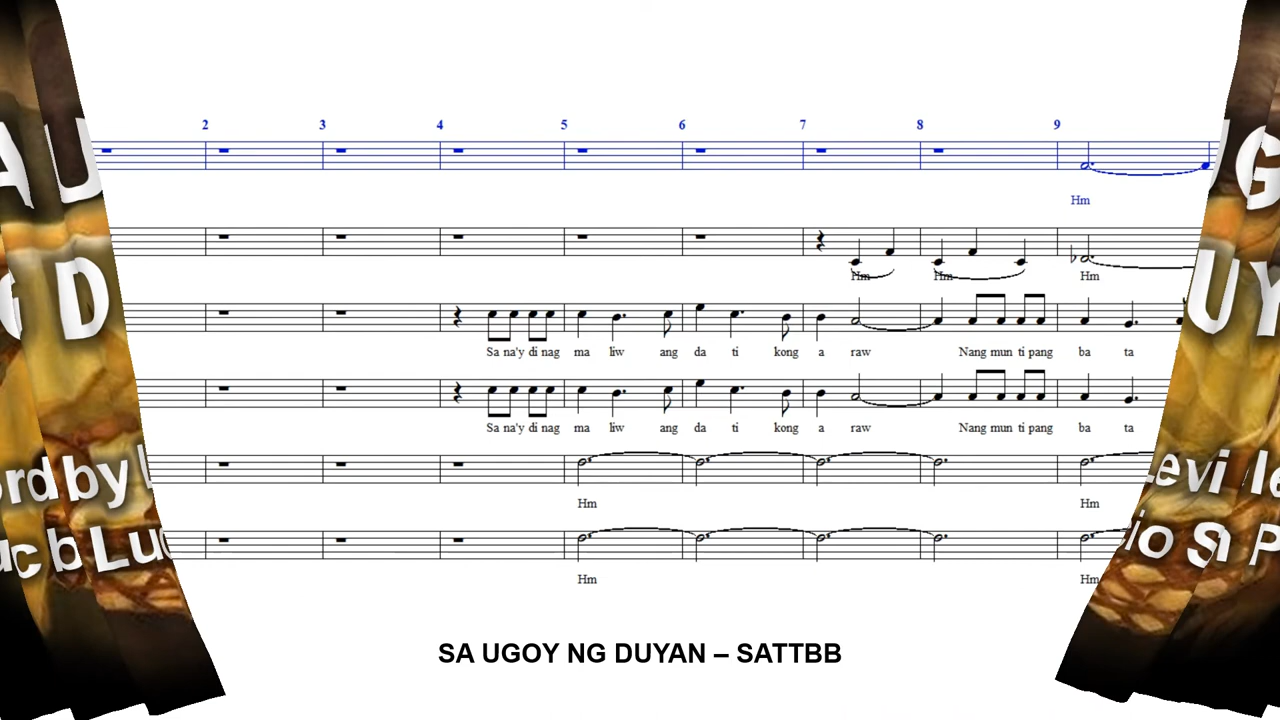 2 3 4 5 6 7 8 9
Hm
Hm Hm Hm
Sa na'y di nag ma liw ang da ti kong a raw Nang mun ti pang ba ta
Sa na'y di nag ma liw ang da ti kong a raw Nang mun ti pang ba ta
Hm Hm
Hm Hm
SA UGOY NG DUYAN – SATTBB